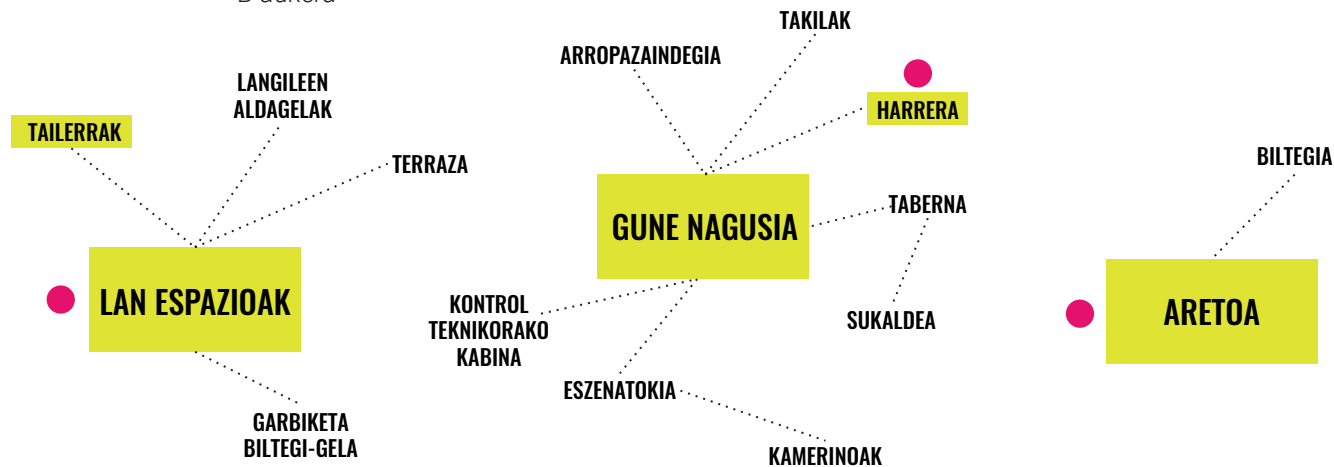 B aukera
TAKILAK
ARROPAZAINDEGIA
LANGILEEN
ALDAGELAK
HARRERA
TAILERRAK
TERRAZA
BILTEGIA
TABERNA
GUNE NAGUSIA
LAN ESPAZIOAK
KONTROL
TEKNIKORAKO
KABINA
SUKALDEA
ARETOA
ESZENATOKIA
GARBIKETA
BILTEGI-GELA
KAMERINOAK